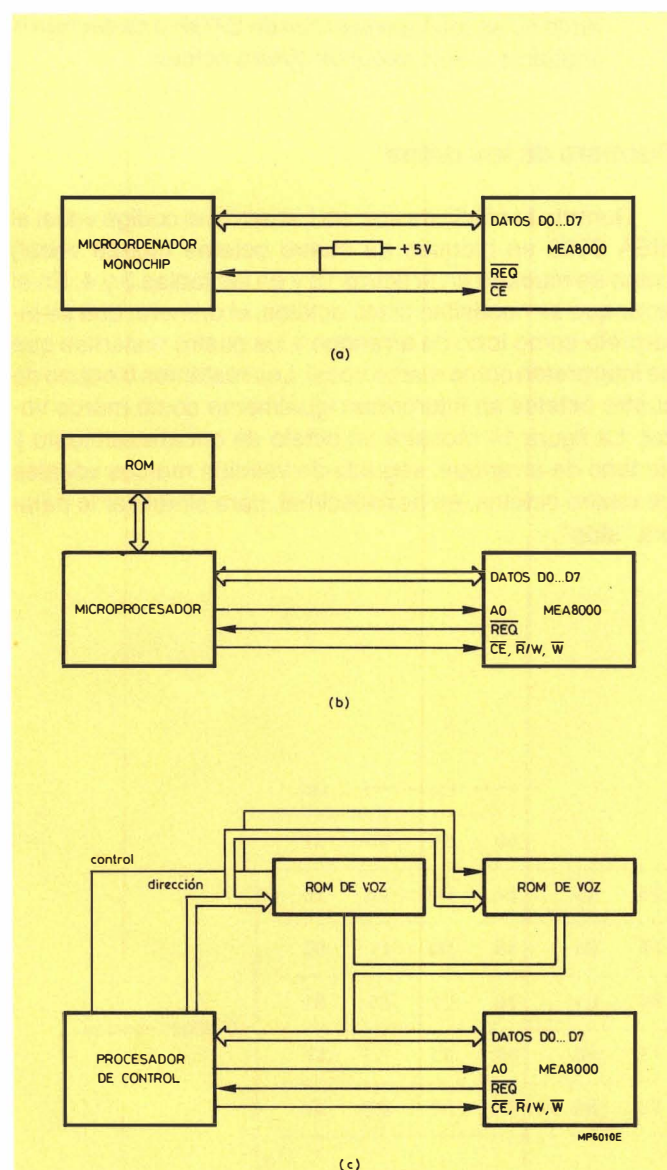 MICROORDENADOR
MONOCHIP
+5V
DATOS D0...D7
MEA8000
REQ
CE
(a)
ROM
MICROPROCESADOR
DATOS D0...D7
A0 MEA8000
REQ
CE, R/W, W
(b)
control
dirección
ROM DE VOZ
ROM DE VOZ
PROCESADOR
DE CONTROL
DATOS D0...D7
A0 MEA8000
REQ
CE, R/W, W
MP6010E
(c)